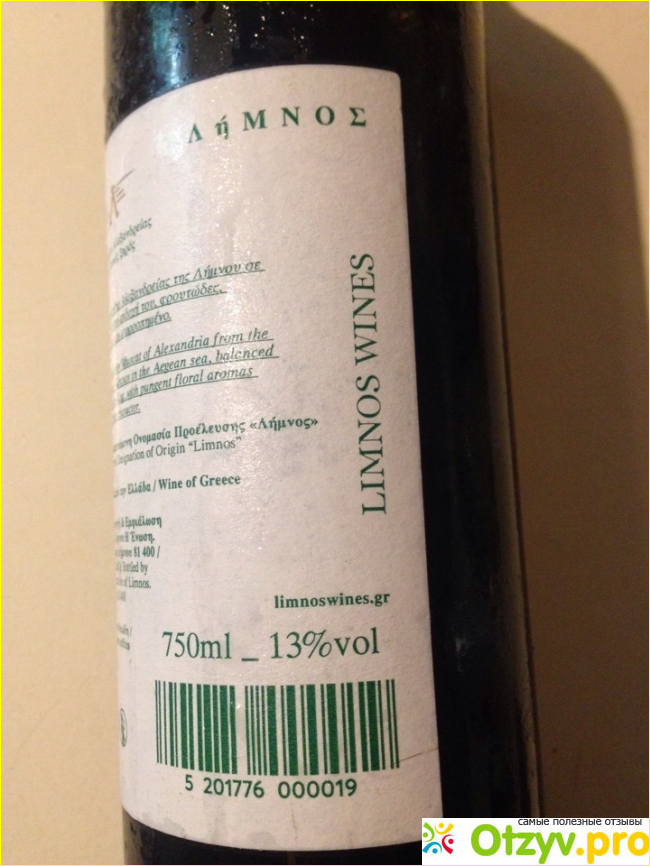 ΛήΜΝΟΣ
της Λήμνου σε
του, φρουτώδες,
Muscat of Alexandria from the
in the Aegean sea, balanced
with pungent floral aromas
Ονομασία Προέλευσης «Λήμνος»
of Origin “Limnos”
Ελλάδα / Wine of Greece
& Εμφιάλωση
Η Ένωση.
81 400 /
Bottled by
of Limnos.
LIMNOS WINES
limnoswines.gr
750ml _ 13%vol
5 201776 000019
самые полезные отзывы
Otzyv.pro